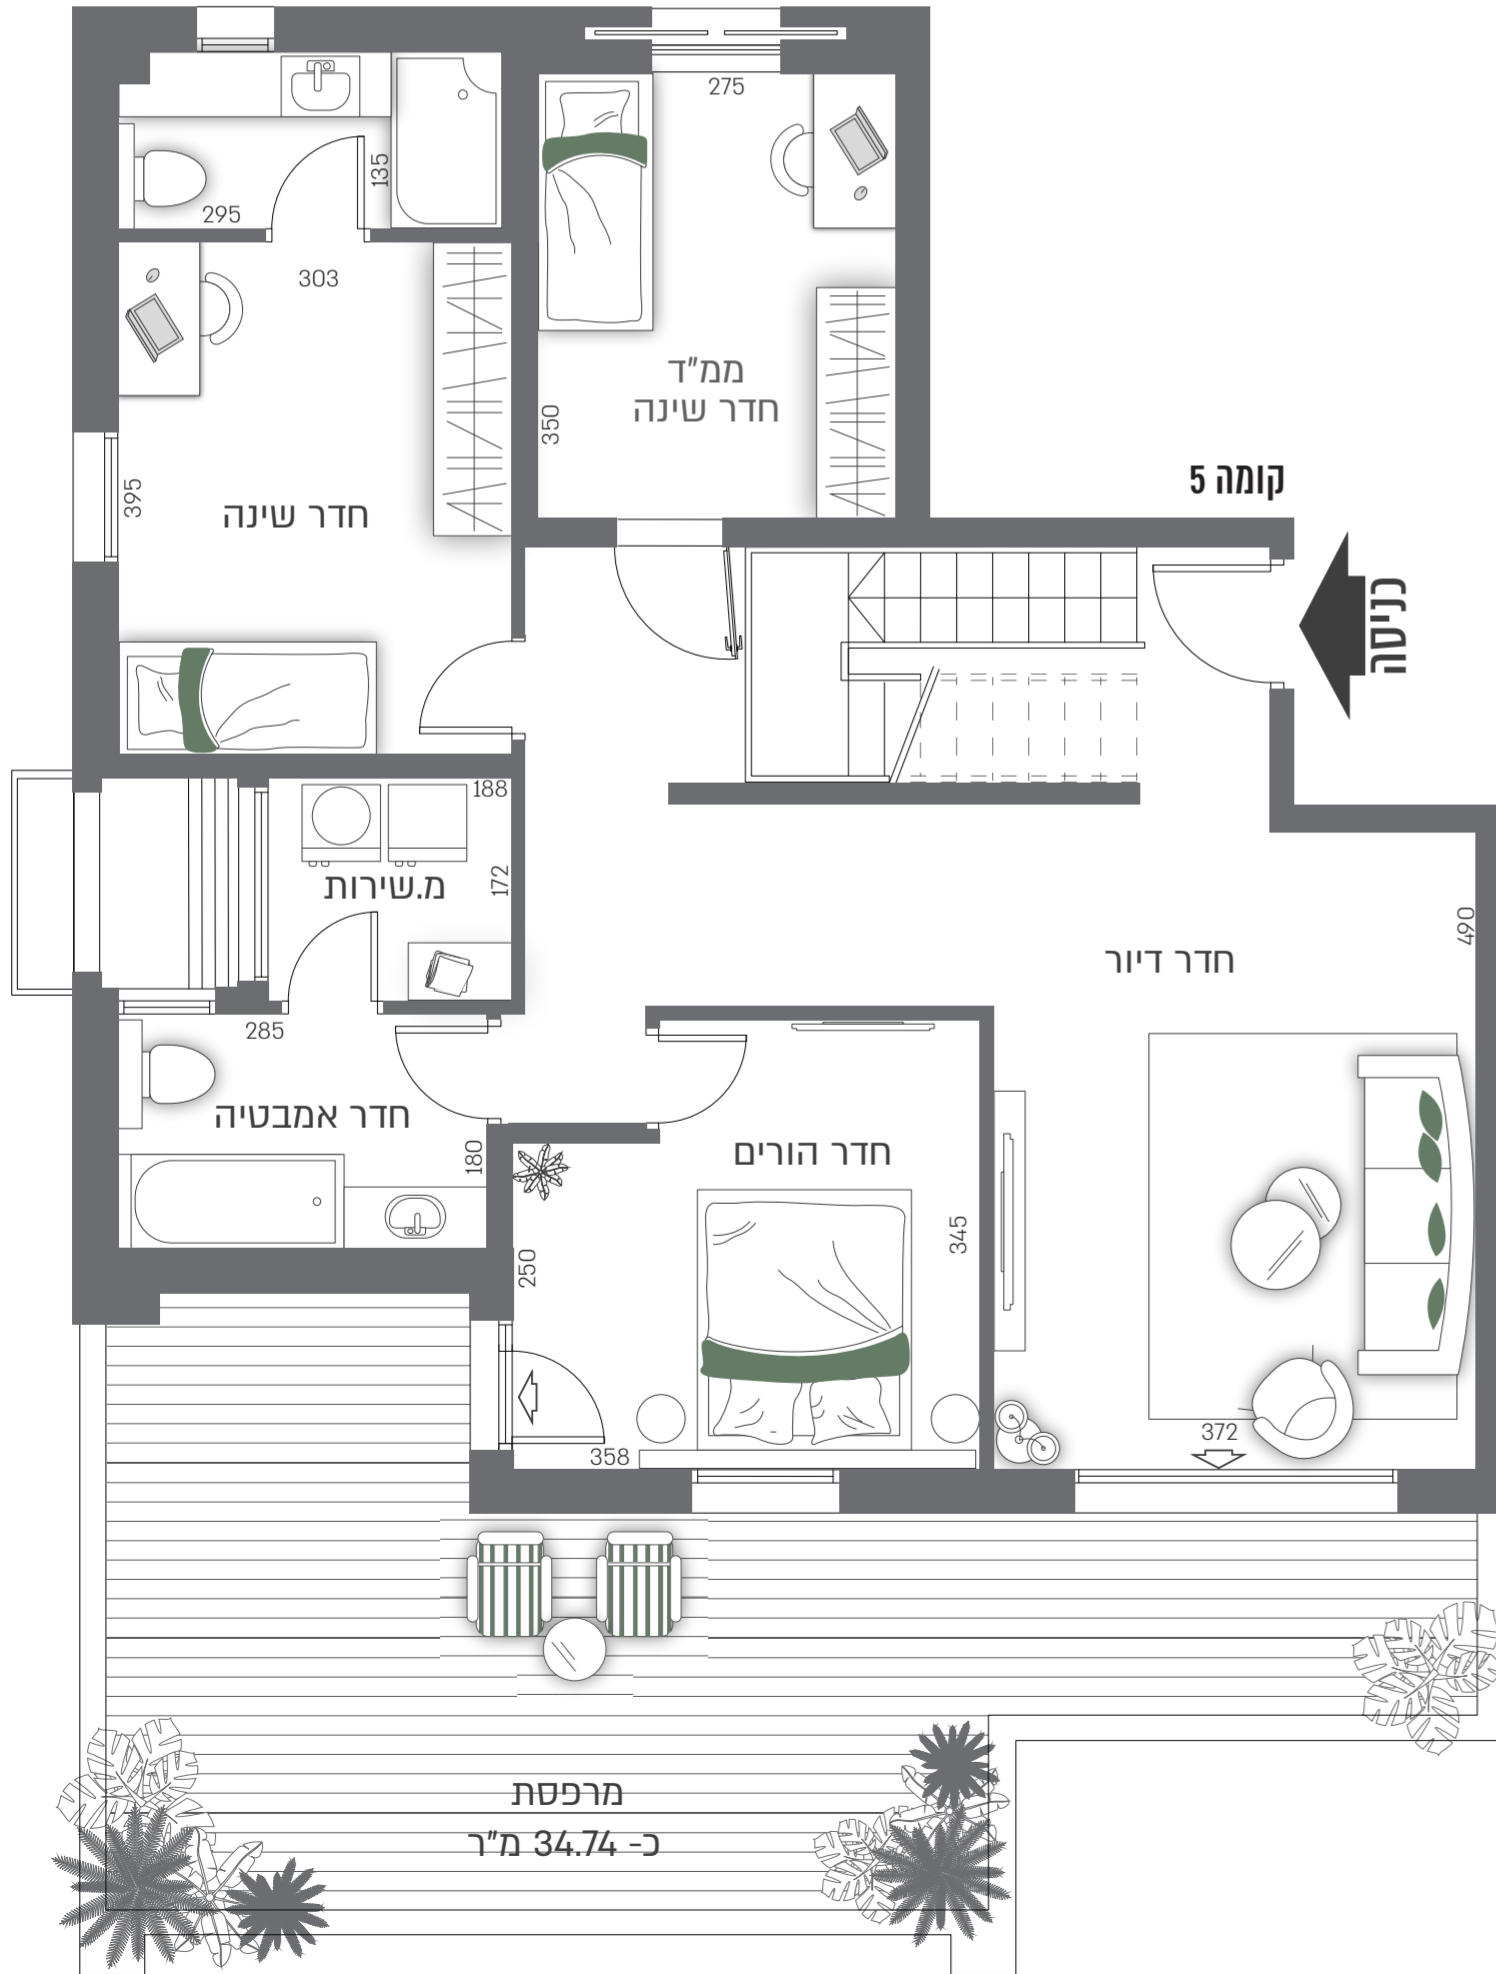 275
135
295
303
ממ"ד
חדר שינה
350
קומה 5
395
חדר שינה
כניסה
188
מ.שירות
172
490
חדר דיור
285
חדר אמבטיה
180
חדר הורים
345
250
358
372
מרפסת
כ- 34.74 מ"ר